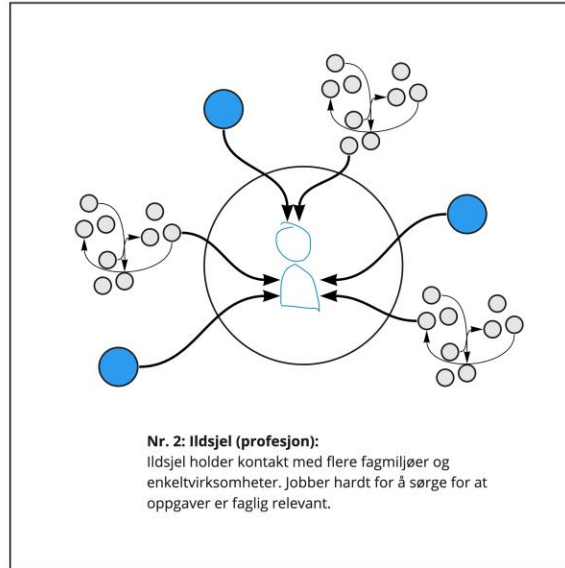 Nr. 2: Ildsjel (profesjon):
Ildsjel holder kontakt med flere fagmiljøer og
enkeltvirksomheter. Jobber hardt for å sørge for at
oppgaver er faglig relevant.